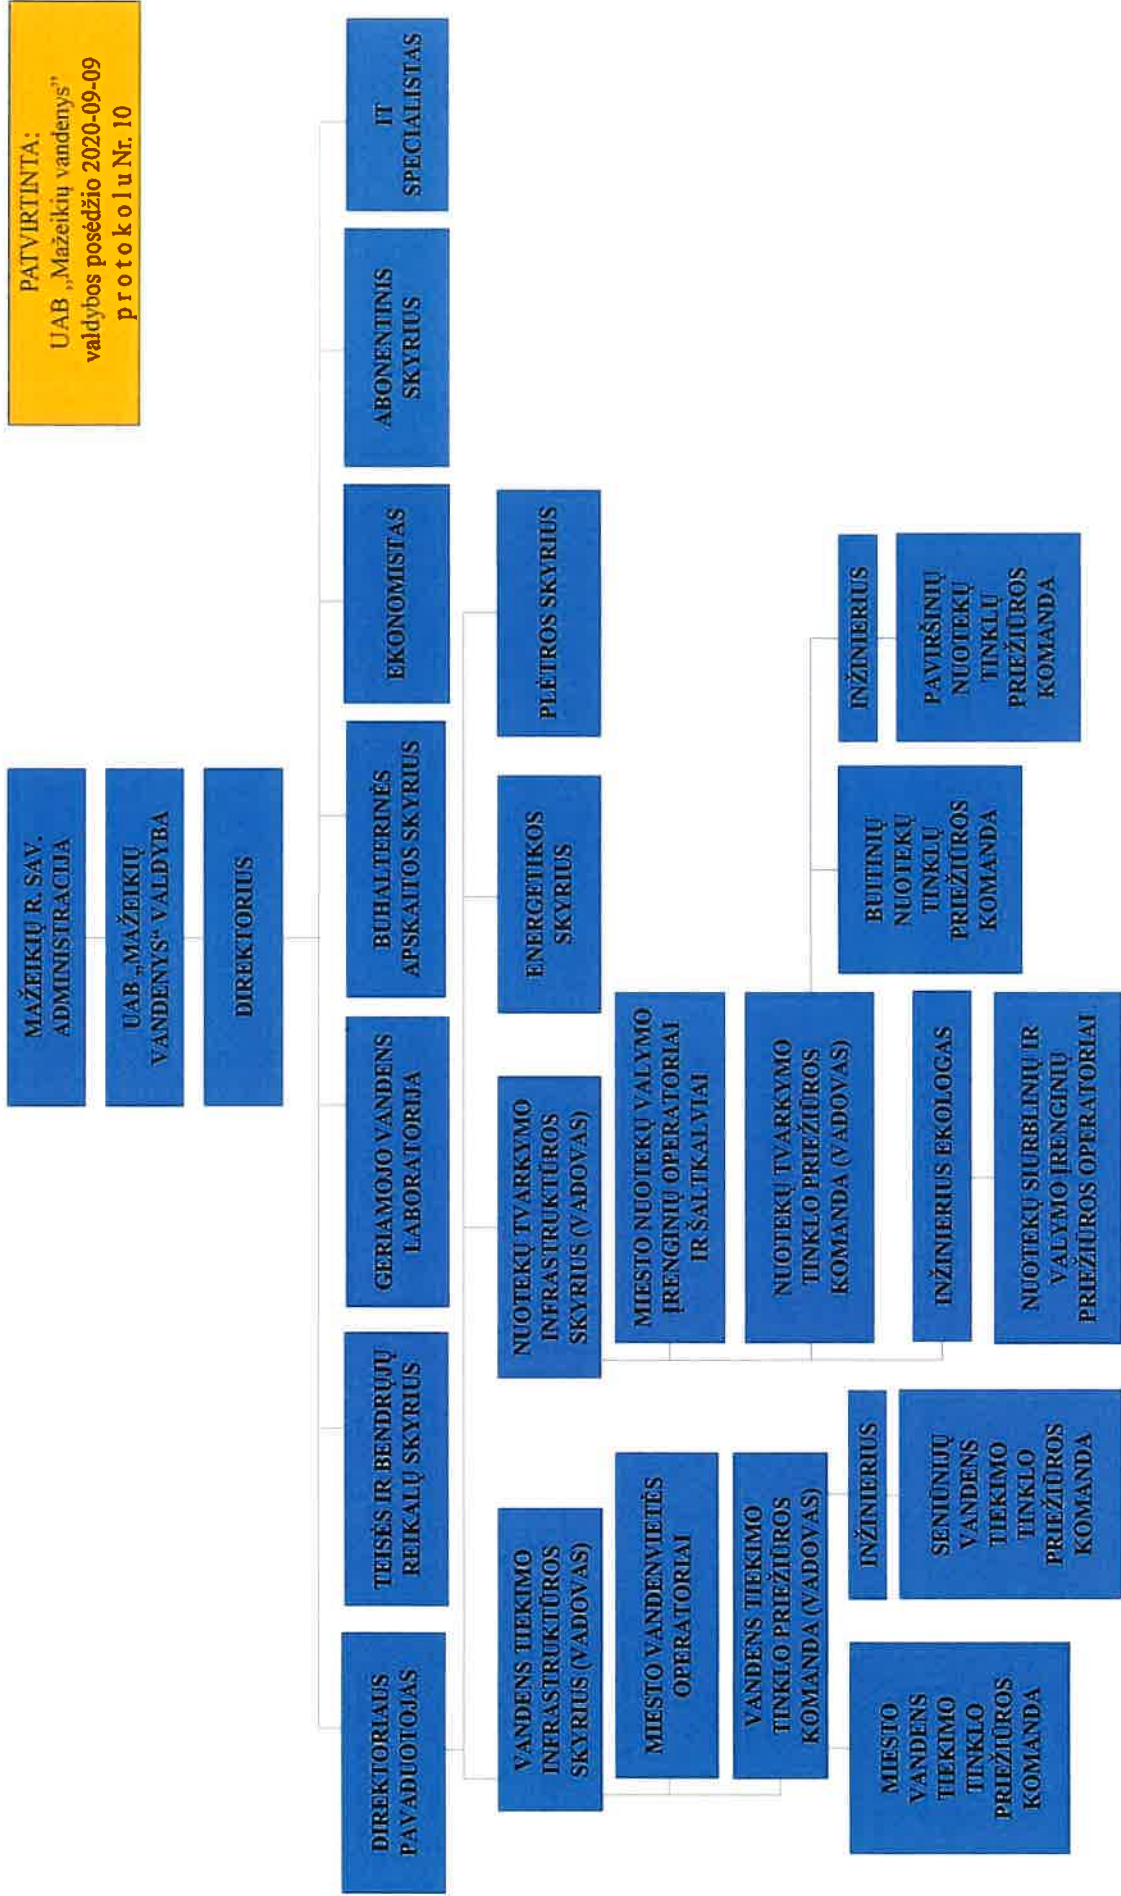 PATVIRTINTA:
UAB „Mažeikių vandenys”
valdybos posėdžio 2020-09-09
protokolu Nr. 10
MAŽEIKIŲ R. SAV.
ADMINISTRACIJA
UAB „MAŽEIKIŲ
VANDENYS“ VALDYBA
DIREKTORIUS
DIREKTORIAUS
PAVADUOTOJAS
TEISĖS IR BENDRŲJŲ
REIKALŲ SKYRIUS
GERIAMOJO VANDENS
LABORATORIJA
BUHALTERINĖS
APSKAITOS SKYRIUS
EKONOMISTAS
ABONENTINIS
SKYRIUS
IT
SPECIALISTAS
VANDENS TIEKIMO
INFRASTRUKTŪROS
SKYRIUS (VADOVAS)
NUOTEKŲ TVARKYMO
INFRASTRUKTŪROS
SKYRIUS (VADOVAS)
ENERGETIKOS
SKYRIUS
PLĖTROS SKYRIUS
MIESTO VANDENVIETĖS
OPERATORIAI
VANDENS TIEKIMO
TINKLO PRIEŽIŪROS
KOMANDA (VADOVAS)
MIESTO
VANDENS
TIEKIMO
TINKLO
PRIEŽIŪROS
KOMANDA
INŽINIERIUS
SENIUNIJŲ
VANDENS
TIEKIMO
TINKLO
PRIEŽIŪROS
KOMANDA
MIESTO NUOTEKŲ VALYMO
ĮRENGINIŲ OPERATORIAI
IR ŠALTKALVIAI
NUOTEKŲ TVARKYMO
TINKLO PRIEŽIŪROS
KOMANDA (VADOVAS)
INŽINIERIUS EKOLOGAS
NUOTEKŲ SIURBLINIŲ IR
VALYMO ĮRENGINIŲ
PRIEŽIŪROS OPERATORIAI
BUITINIŲ
NUOTEKŲ
TINKLŲ
PRIEŽIŪROS
KOMANDA
INŽINIERIUS
PAVIRŠINIŲ
NUOTEKŲ
TINKLŲ
PRIEŽIŪROS
KOMANDA